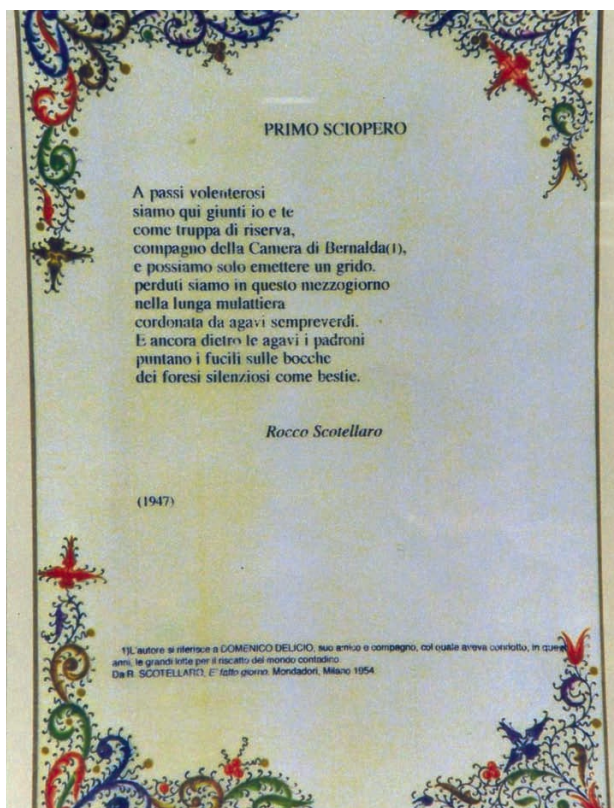 PRIMO SCIOPERO
A passi volenterosi
siamo qui giunti io e te
come truppa di riserva,
compagno della Camera di Bernalda(1),
e possiamo solo emettere un grido.
perduti siamo in questo mezzogiorno
nella lunga mulattiera
cordonata da agavi sempreverdi.
E ancora dietro le agavi i padroni
puntano i fucili sulle bocche
dei foresi silenziosi come bestie.
Rocco Scotellaro
(1947)
1)L'autore si riferisce a DOMENICO DELICIO, suo amico e compagno, col quale aveva condotto, in quegli
anni, le grandi lotte per il riscatto del mondo contadino.
Da R. SCOTELLARO, E' fatto giorno, Mondadori, Milano 1954.